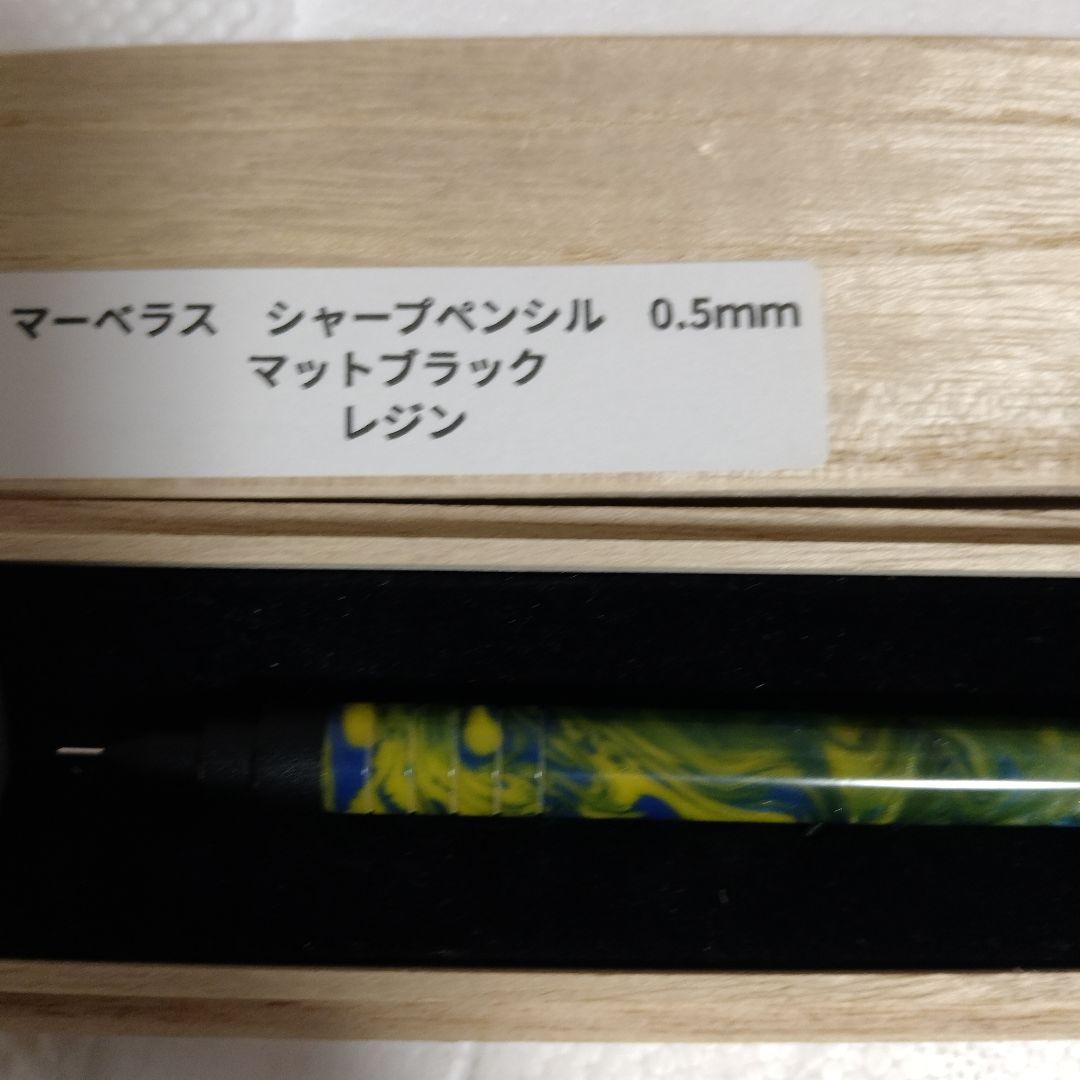 マーベラス　シャープペンシル　0.5mm
マットブラック
レジン